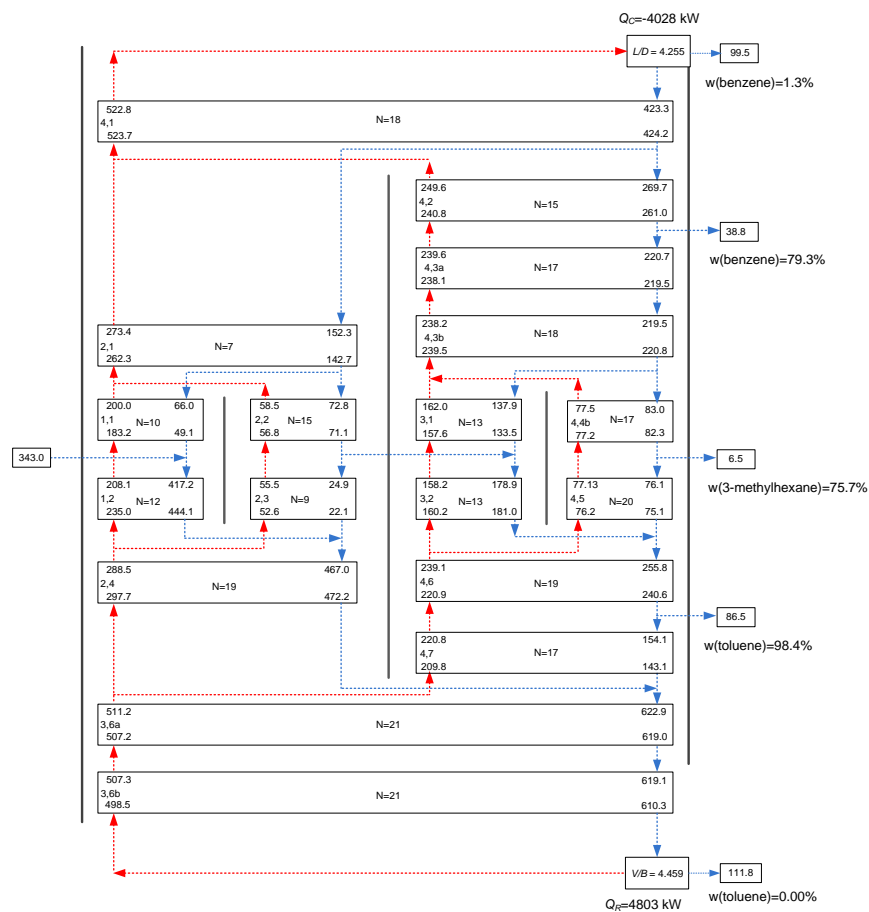 Q_C=-4028 kW
L/D = 4.255
99.5
w(benzene)=1.3%
522.8 423.3
4,1 N=18
523.7 424.2
249.6 269.7
4,2 N=15
240.8 261.0
38.8
w(benzene)=79.3%
239.6 220.7
4,3a N=17
238.1 219.5
238.2 219.5
4,3b N=18
239.5 220.8
273.4 152.3
2,1 N=7
262.3 142.7
200.0 66.0
1,1 N=10
183.2 49.1
58.5 72.8
2,2 N=15
56.8 71.1
162.0 137.9
3,1 N=13
157.6 133.5
77.5 83.0
4,4b N=17
77.2 82.3
343.0
6.5
w(3-methylhexane)=75.7%
208.1 417.2
1,2 N=12
235.0 444.1
55.5 24.9
2,3 N=9
52.6 22.1
158.2 178.9
3,2 N=13
160.2 181.0
77.13 76.1
4,5 N=20
76.2 75.1
288.5 467.0
2,4 N=19
297.7 472.2
239.1 255.8
4,6 N=19
220.9 240.6
86.5
w(toluene)=98.4%
220.8 154.1
4,7 N=17
209.8 143.1
511.2 622.9
3,6a N=21
507.2 619.0
507.3 619.1
3,6b N=21
498.5 610.3
V/B = 4.459
111.8
w(toluene)=0.00%
Q_R=4803 kW